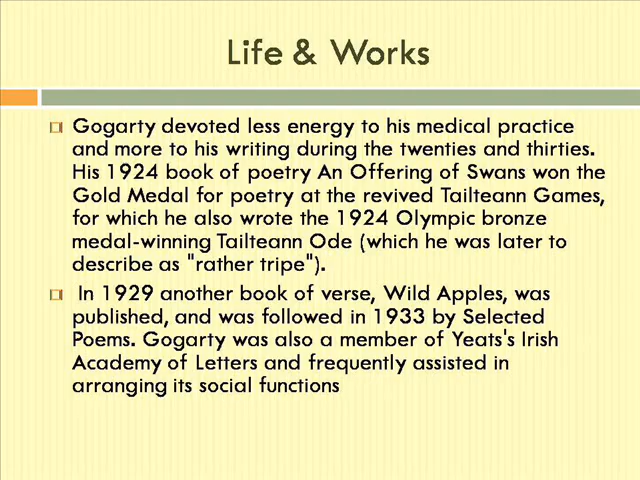 Life & Works
Gogarty devoted less energy to his medical practice
and more to his writing during the twenties and thirties.
His 1924 book of poetry An Offering of Swans won the
Gold Medal for poetry at the revived Tailteann Games,
for which he also wrote the 1924 Olympic bronze
medal-winning Tailteann Ode (which he was later to
describe as "rather tripe").
In 1929 another book of verse, Wild Apples, was
published, and was followed in 1933 by Selected
Poems. Gogarty was also a member of Yeats's Irish
Academy of Letters and frequently assisted in
arranging its social functions